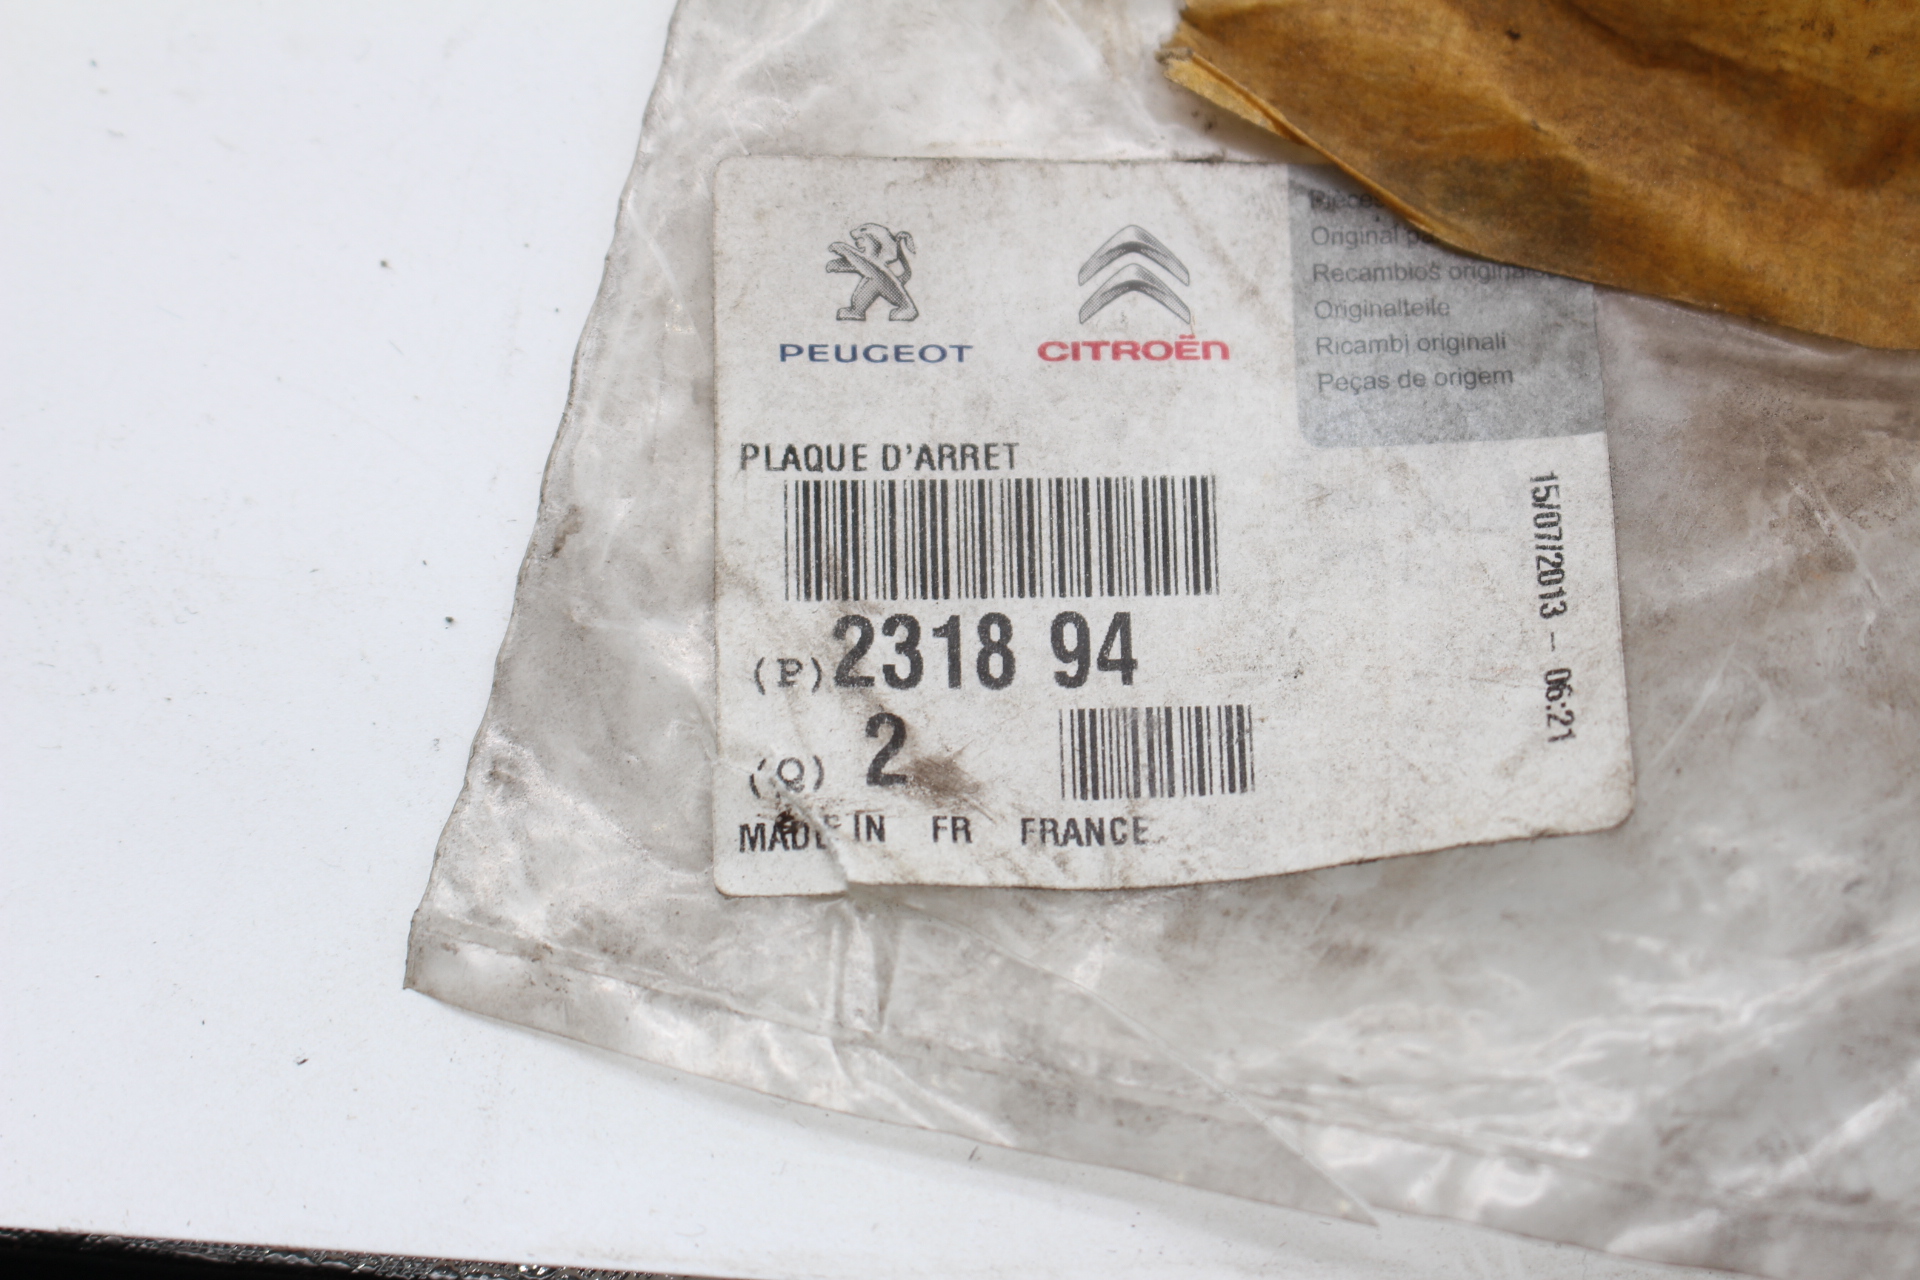 PEUGEOT
CITROËN
Pièces
Original
Recambios originales
Originalteile
Ricambi originali
Peças de origem
PLAQUE D'ARRET
15/07/2013 - 06:21
(P) 2318 94
(Q) 2
MADE IN FR FRANCE